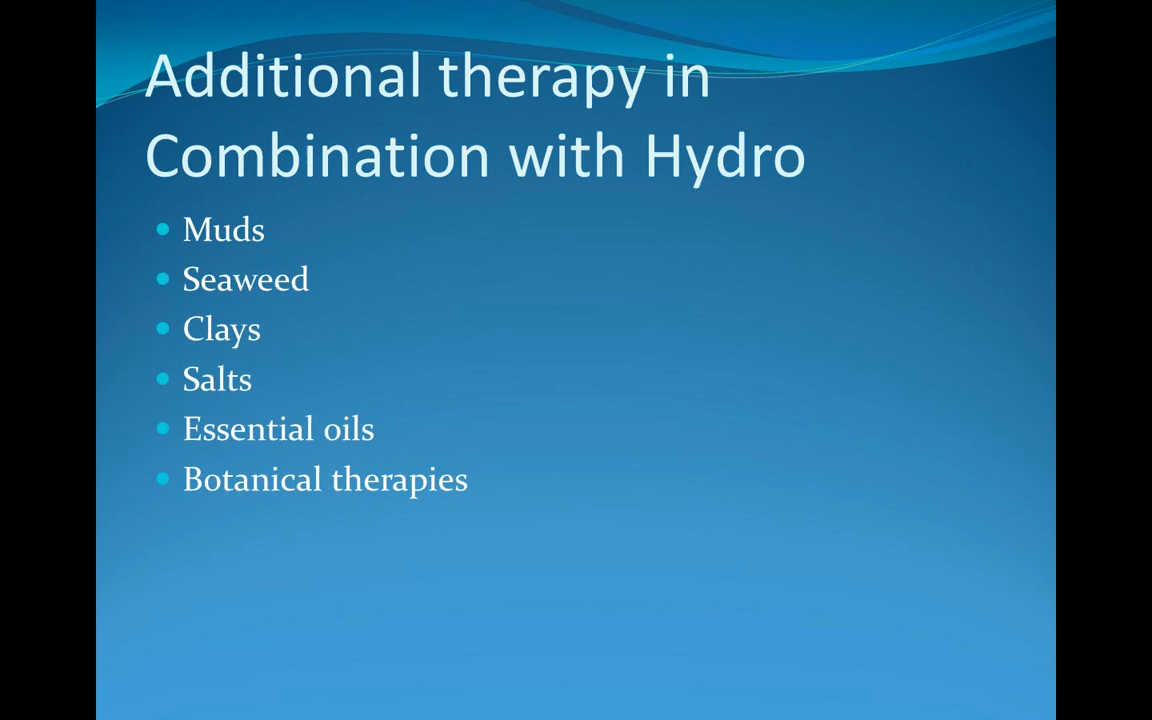 Additional therapy in
Combination with Hydro
• Muds
• Seaweed
• Clays
• Salts
• Essential oils
• Botanical therapies